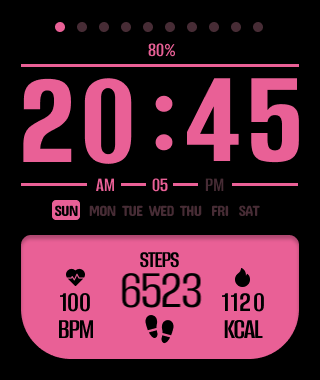 80%
20:45
AM 05 PM
SUN MON TUE WED THU FRI SAT
STEPS
6523
100
BPM
1120
KCAL